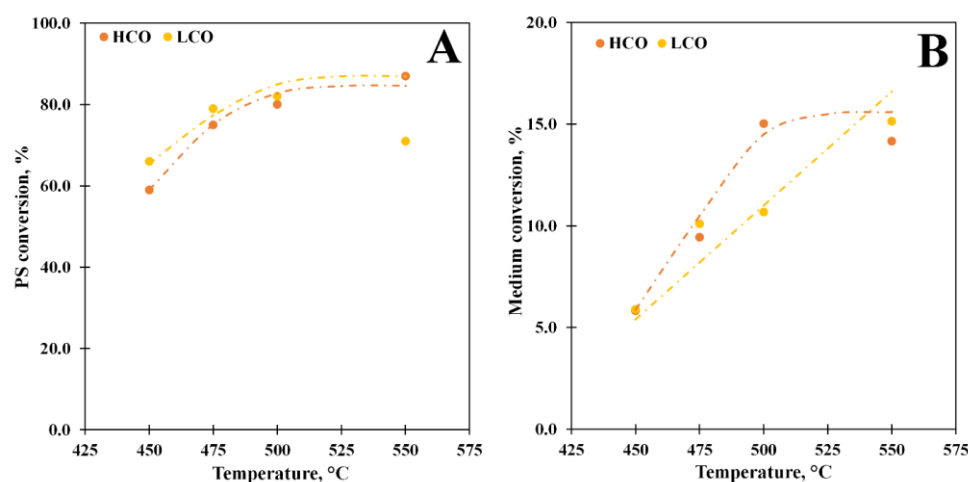 HCO LCO
A
100.0
80.0
60.0
40.0
20.0
0.0
PS conversion, %
425 450 475 500 525 550 575
Temperature, °C
HCO LCO
B
20.0
15.0
10.0
5.0
0.0
Medium conversion, %
425 450 475 500 525 550 575
Temperature, °C